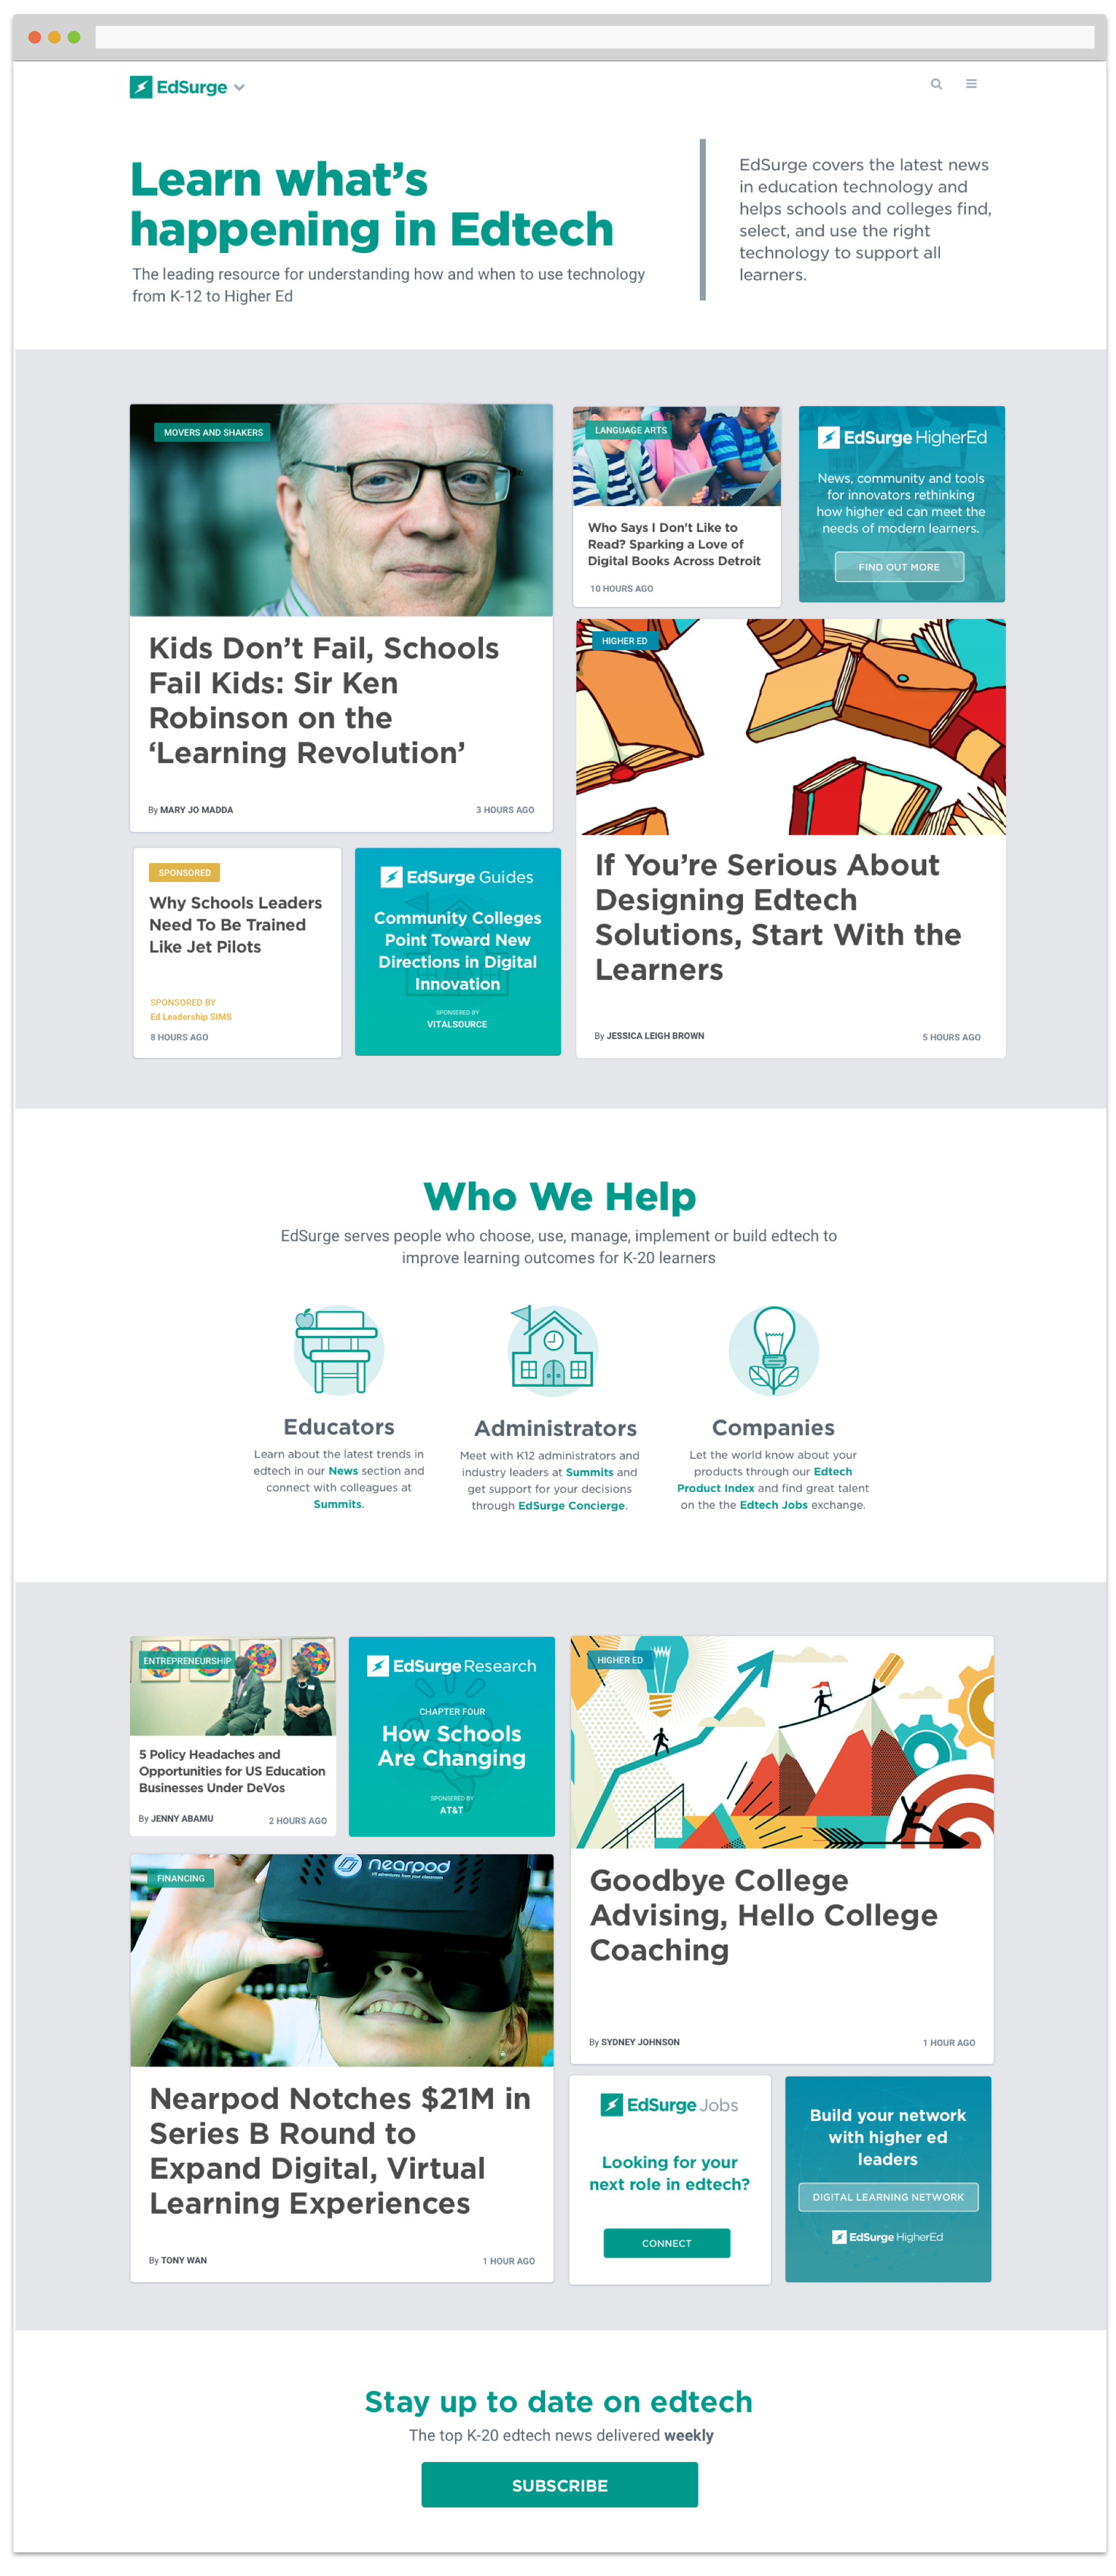 EdSurge
Learn what’s
happening in Edtech
The leading resource for understanding how and when to use technology
from K-12 to Higher Ed
EdSurge covers the latest news
in education technology and
helps schools and colleges find,
select, and use the right
technology to support all
learners.
MOVERS AND SHAKERS
Kids Don’t Fail, Schools
Fail Kids: Sir Ken
Robinson on the
‘Learning Revolution’
By MARY JO MADDA
3 HOURS AGO
LANGUAGE ARTS
Who Says I Don't Like to
Read? Sparking a Love of
Digital Books Across Detroit
10 HOURS AGO
EdSurge HigherEd
News, community and tools
for innovators rethinking
how higher ed can meet the
needs of modern learners.
FIND OUT MORE
HIGHER ED
If You’re Serious About
Designing Edtech
Solutions, Start With the
Learners
By JESSICA LEIGH BROWN
5 HOURS AGO
SPONSORED
Why Schools Leaders
Need To Be Trained
Like Jet Pilots
SPONSORED BY
Ed Leadership SIMS
8 HOURS AGO
EdSurge Guides
Community Colleges
Point Toward New
Directions in Digital
Innovation
SPONSORED BY
VITALSOURCE
Who We Help
EdSurge serves people who choose, use, manage, implement or build edtech to
improve learning outcomes for K-20 learners
Educators
Learn about the latest trends in
edtech in our News section and
connect with colleagues at
Summits.
Administrators
Meet with K12 administrators and
industry leaders at Summits and
get support for your decisions
through EdSurge Concierge.
Companies
Let the world know about your
products through our Edtech
Product Index and find great talent
on the the Edtech Jobs exchange.
ENTREPRENEURSHIP
5 Policy Headaches and
Opportunities for US Education
Businesses Under DeVos
By JENNY ABAMU
2 HOURS AGO
EdSurge Research
CHAPTER FOUR
How Schools
Are Changing
SPONSORED BY
AT&T
HIGHER ED
Goodbye College
Advising, Hello College
Coaching
By SYDNEY JOHNSON
1 HOUR AGO
FINANCING
nearpod
Nearpod Notches $21M in
Series B Round to
Expand Digital, Virtual
Learning Experiences
By TONY WAN
1 HOUR AGO
EdSurge Jobs
Looking for your
next role in edtech?
CONNECT
Build your network
with higher ed
leaders
DIGITAL LEARNING NETWORK
EdSurge HigherEd
Stay up to date on edtech
The top K-20 edtech news delivered weekly
SUBSCRIBE